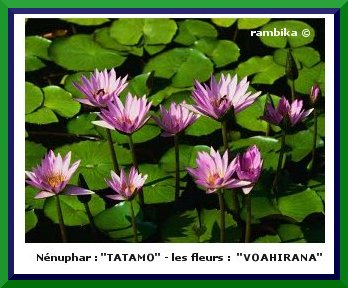 rambika ©
Nénuphar : "TATAMO" - les fleurs : "VOAHIRANA"